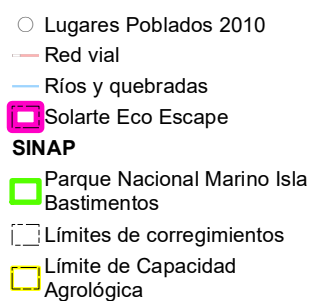 Lugares Poblados 2010
Red vial
Ríos y quebradas
Solarte Eco Escape
SINAP
Parque Nacional Marino Isla
Bastimentos
Límites de corregimientos
Límite de Capacidad
Agrológica